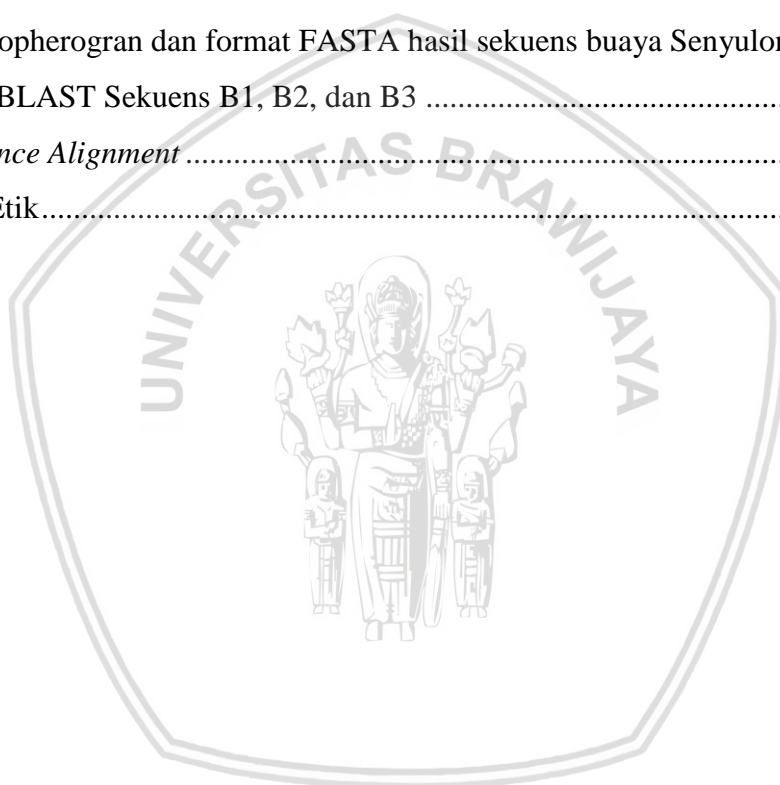 opherogran dan format FASTA hasil sekuens buaya Senyulon
BLAST Sekuens B1, B2, dan B3 ........................................
nce Alignment ........................................................................
Etik.............................................................................................
UNIVERSITAS BRAWIJAYA